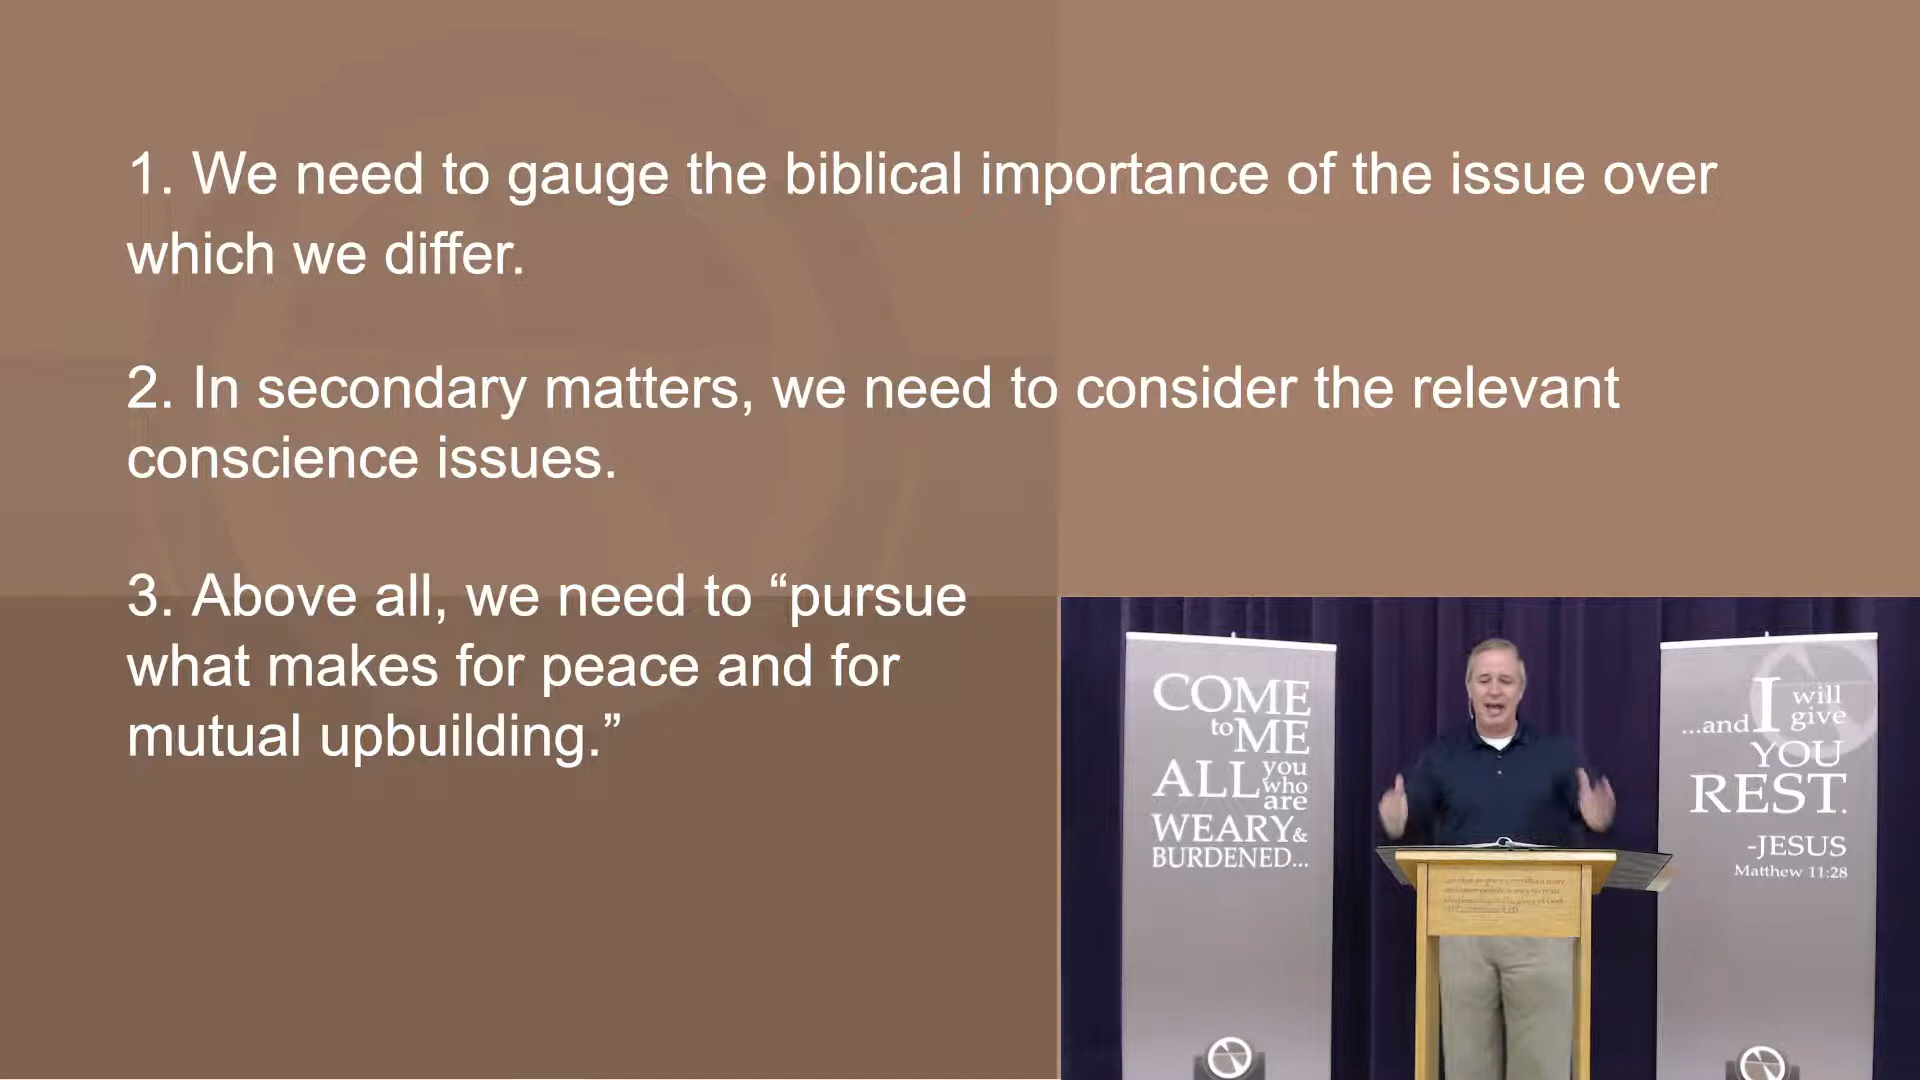 1. We need to gauge the biblical importance of the issue over
which we differ.
2. In secondary matters, we need to consider the relevant
conscience issues.
3. Above all, we need to “pursue
what makes for peace and for
mutual upbuilding.”
COME
to ME
ALL you who are
WEARY &
BURDENED...
...and I will give
YOU
REST.
-JESUS
Matthew 11:28